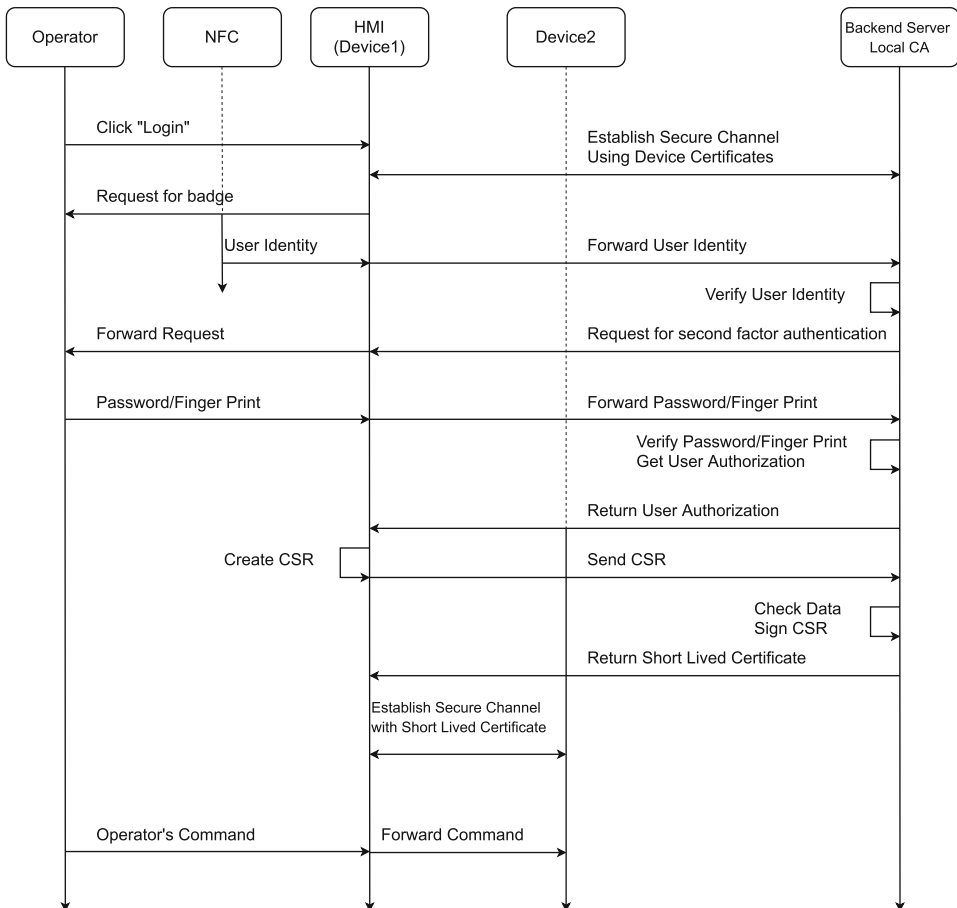 Operator
NFC
HMI
(Device1)
Device2
Backend Server
Local CA
Click "Login"
Establish Secure Channel
Using Device Certificates
Request for badge
User Identity
Forward User Identity
Verify User Identity
Forward Request
Request for second factor authentication
Password/Finger Print
Forward Password/Finger Print
Verify Password/Finger Print
Get User Authorization
Return User Authorization
Create CSR
Send CSR
Check Data
Sign CSR
Return Short Lived Certificate
Establish Secure Channel
with Short Lived Certificate
Operator's Command
Forward Command